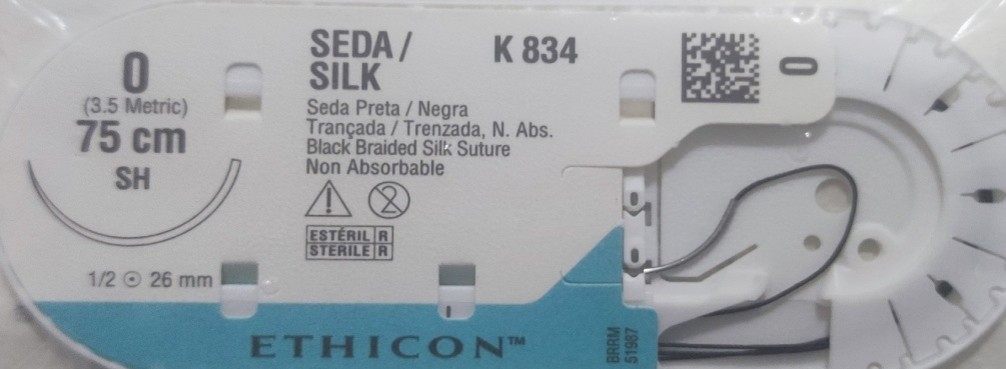 0
(3.5 Metric)
75 cm
SH
1/2 ⊙ 26 mm
SEDA /
SILK
K 834
Seda Preta / Negra
Trançada / Trenzada, N. Abs.
Black Braided Silk Suture
Non Absorbable
2
ESTÉRIL R
STERILE R
0
ETHICON™
BRRM
51987